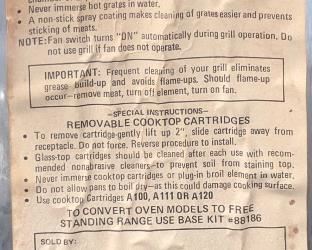 • Never immerse hot grates in water.
• A non-stick spray coating makes cleaning of grates easier and prevents
sticking of meats.
NOTE: Fan switch turns "ON" automatically during grill operation. Do
not use grill if fan does not operate.
IMPORTANT: Frequent cleaning of your grill eliminates
grease build-up and avoids flame-ups. Should flame-up
occur—remove meat, turn off element, turn on fan.
—SPECIAL INSTRUCTIONS—
REMOVABLE COOKTOP CARTRIDGES
• To remove cartridge-gently lift up 2", slide cartridge away from
receptacle. Do not force. Reverse procedure to install.
• Glass-top cartridges should be cleaned after each use with recom-
mended nonabrasive cleaners—to prevent soil from staining top.
• Never immerse cooktop cartridges or plug-in broil element in water.
• Do not allow pans to boil dry—as this could damage cooking surface.
• Use cooktop Cartridges A100, A111 OR A120
TO CONVERT OVEN MODELS TO FREE
STANDING RANGE USE BASE KIT #88186
SOLD BY: